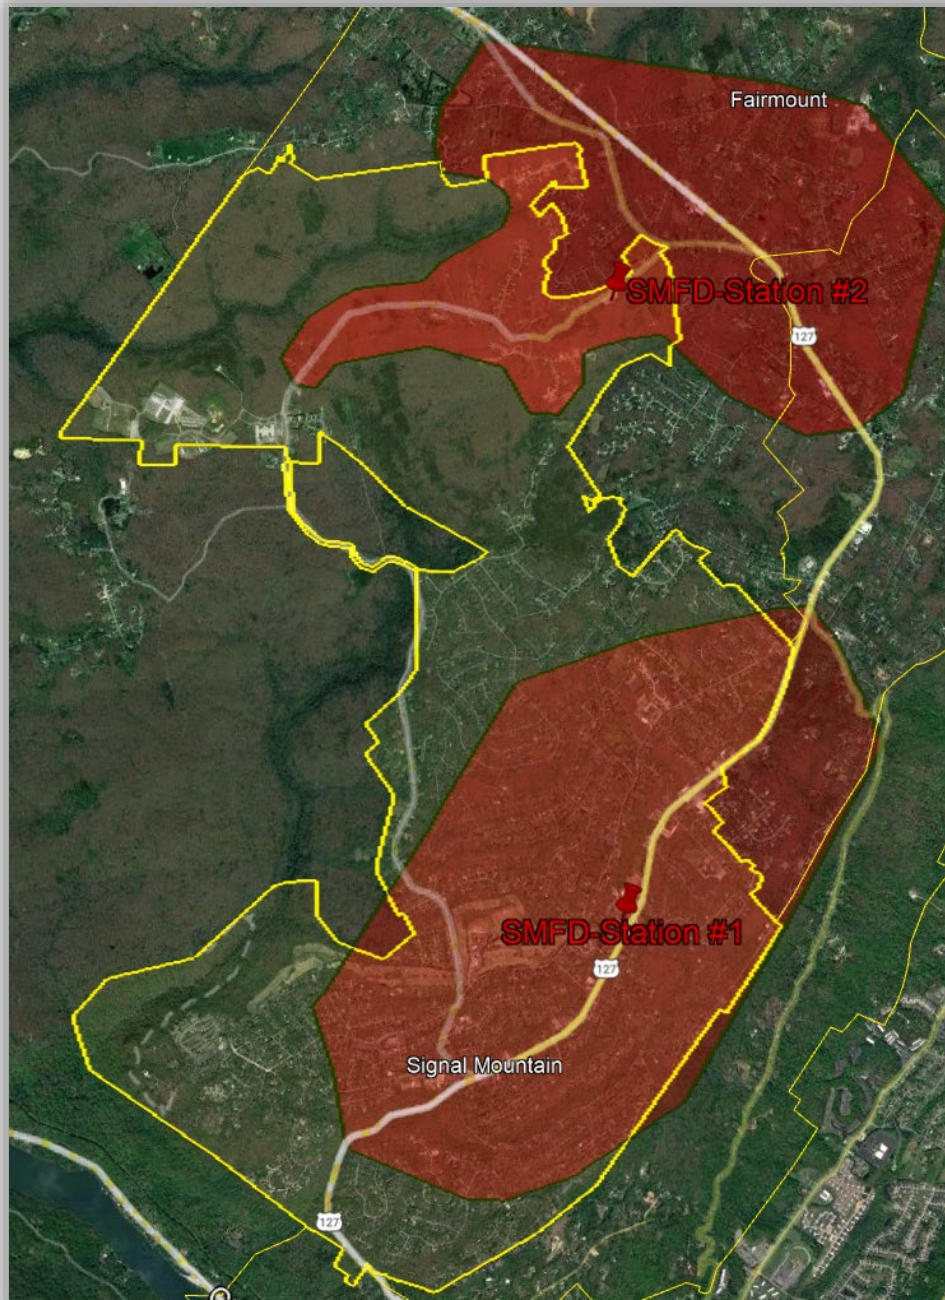 Fairmount
SMFD-Station #2
127
SMFD-Station #1
127
Signal Mountain
127